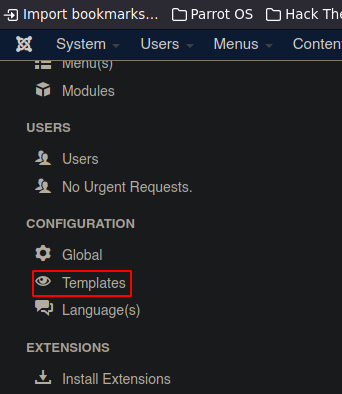 Import bookmarks... Parrot OS Hack The
System Users Menus Conten
Menu(s)
Modules
USERS
Users
No Urgent Requests.
CONFIGURATION
Global
Templates
Language(s)
EXTENSIONS
Install Extensions